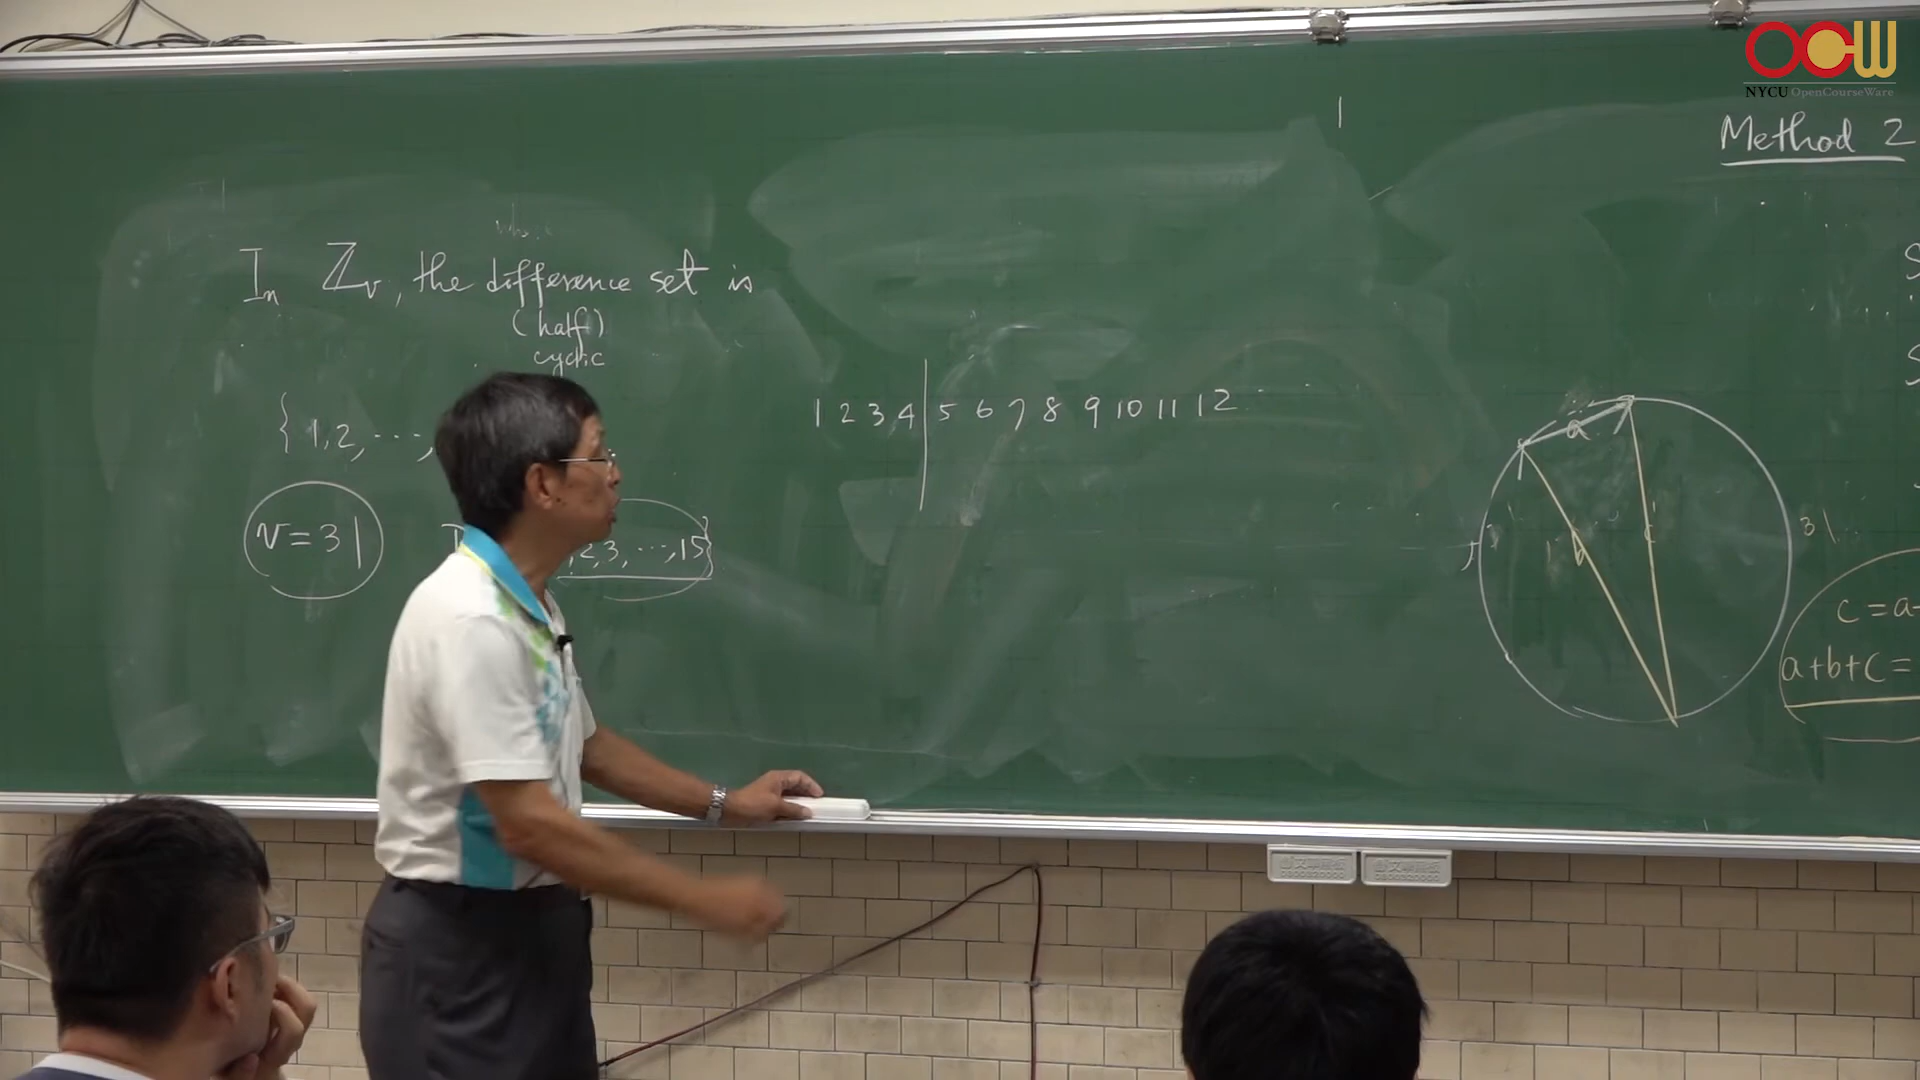 OCW
NYCU OpenCourseWare
Method 2
In Zv, the difference set is
(half)
cyclic
{1,2, ...,
v=31
,2,3, ...,15}
1 2 3 4 | 5 6 7 8 9 10 11 12
a
b
c
31
c = a
a+b+c =